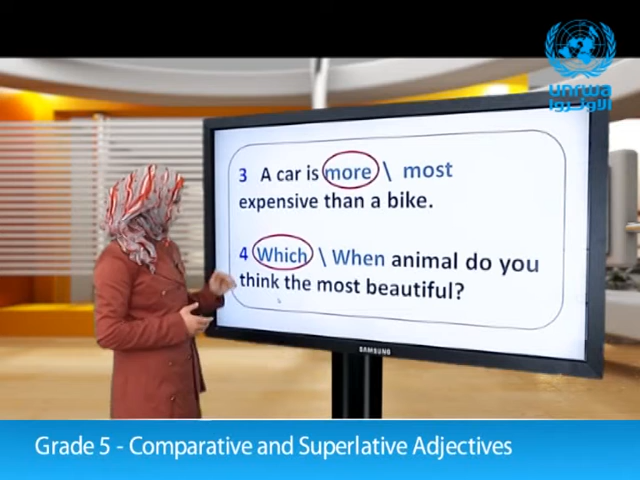 unrwa
الأونروا
3 A car is more \ most
expensive than a bike.
4 Which \ When animal do you
think the most beautiful?
SAMSUNG
Grade 5 - Comparative and Superlative Adjectives